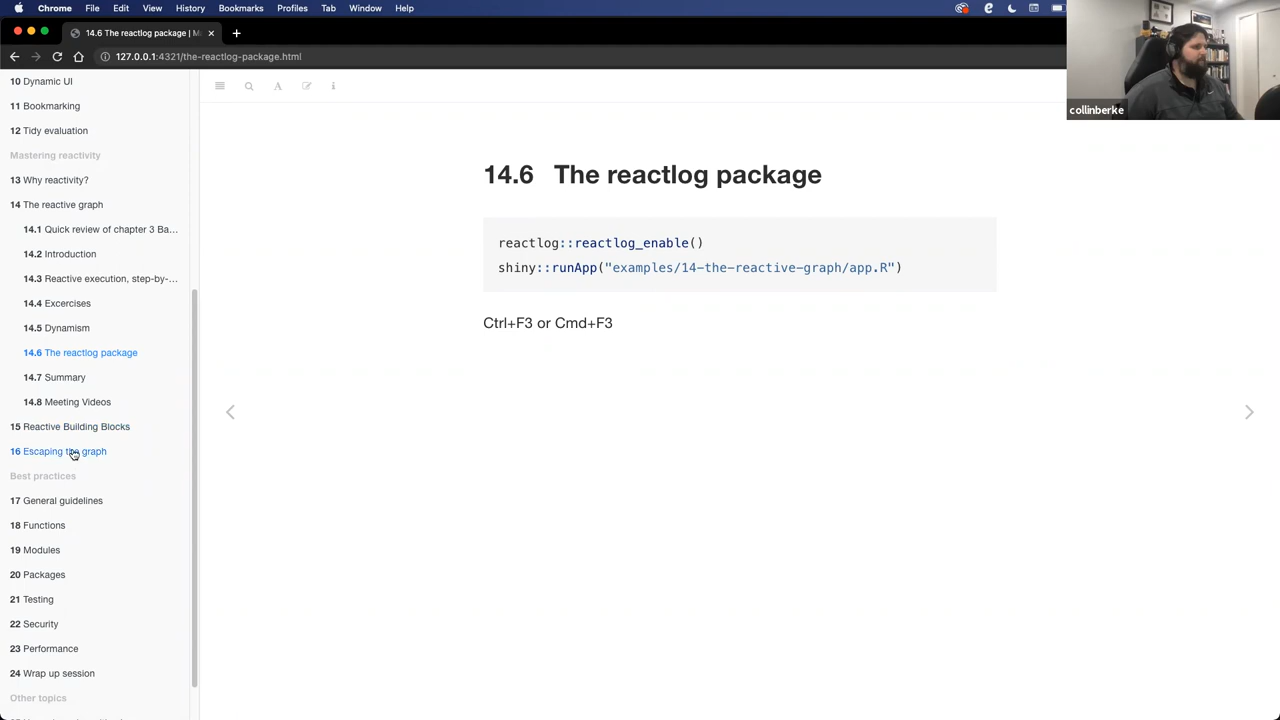 Chrome File Edit View History Bookmarks Profiles Tab Window Help
14.6 The reactlog package | M
127.0.0.1:4321/the-reactlog-package.html
collinberke
10 Dynamic UI
11 Bookmarking
12 Tidy evaluation
Mastering reactivity
13 Why reactivity?
14 The reactive graph
14.1 Quick review of chapter 3 Ba...
14.2 Introduction
14.3 Reactive execution, step-by-...
14.4 Excercises
14.5 Dynamism
14.6 The reactlog package
14.7 Summary
14.8 Meeting Videos
15 Reactive Building Blocks
16 Escaping the graph
Best practices
17 General guidelines
18 Functions
19 Modules
20 Packages
21 Testing
22 Security
23 Performance
24 Wrap up session
Other topics
14.6 The reactlog package
reactlog::reactlog_enable()
shiny::runApp("examples/14-the-reactive-graph/app.R")
Ctrl+F3 or Cmd+F3